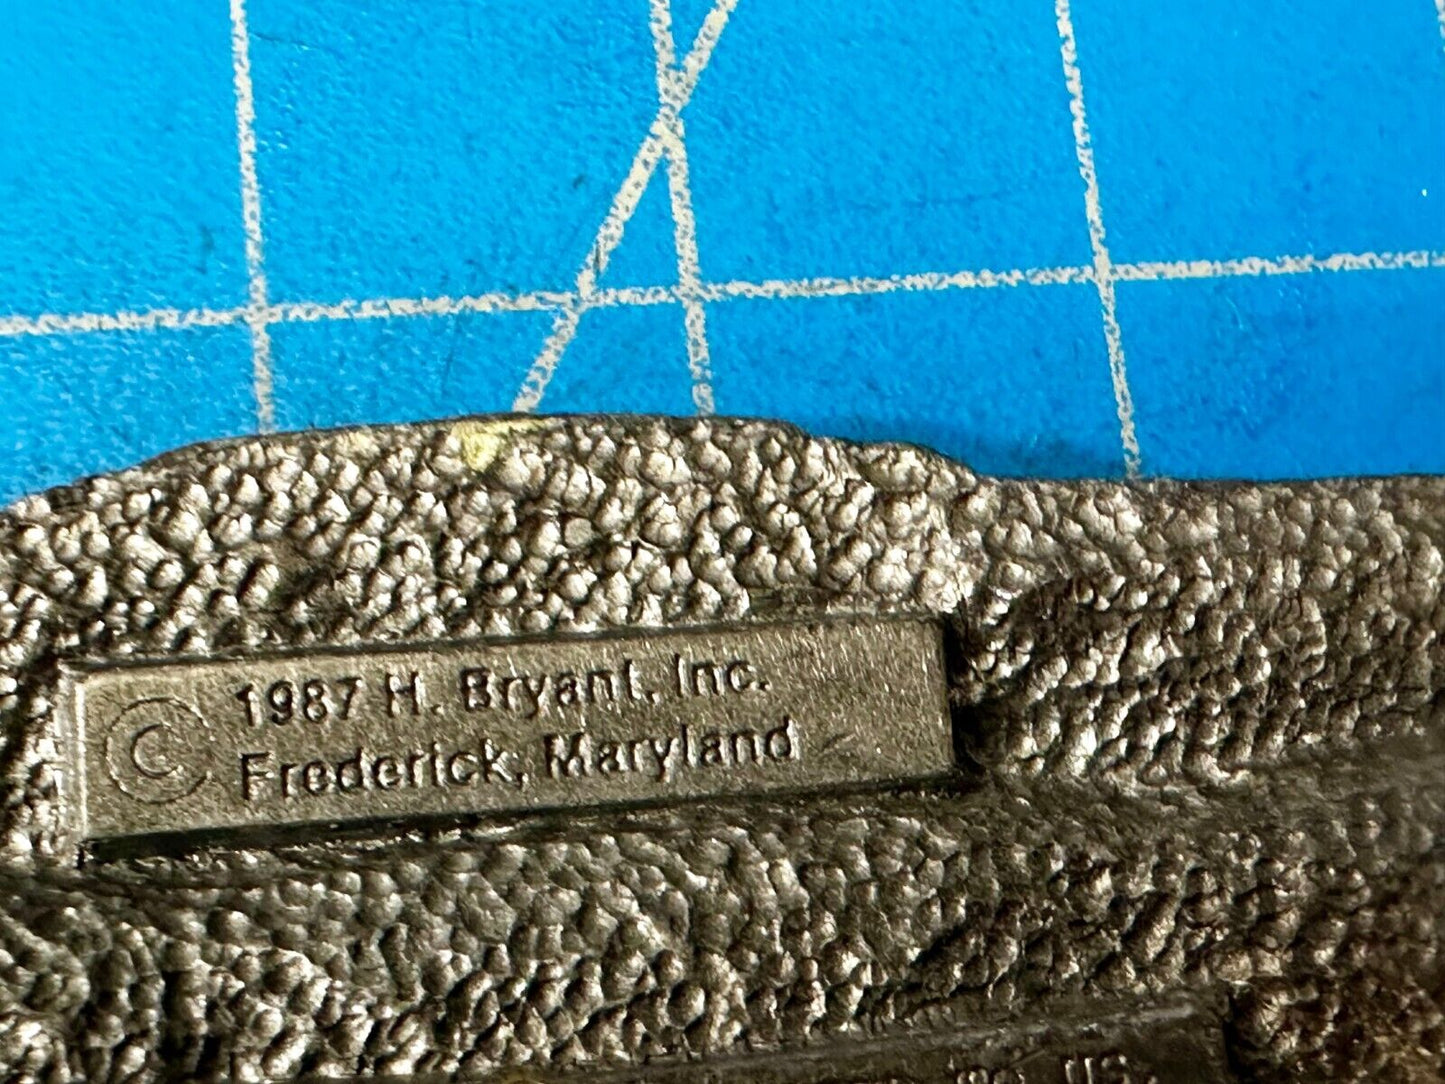 © 1987 H. Bryant, Inc.
Frederick, Maryland
U.S.